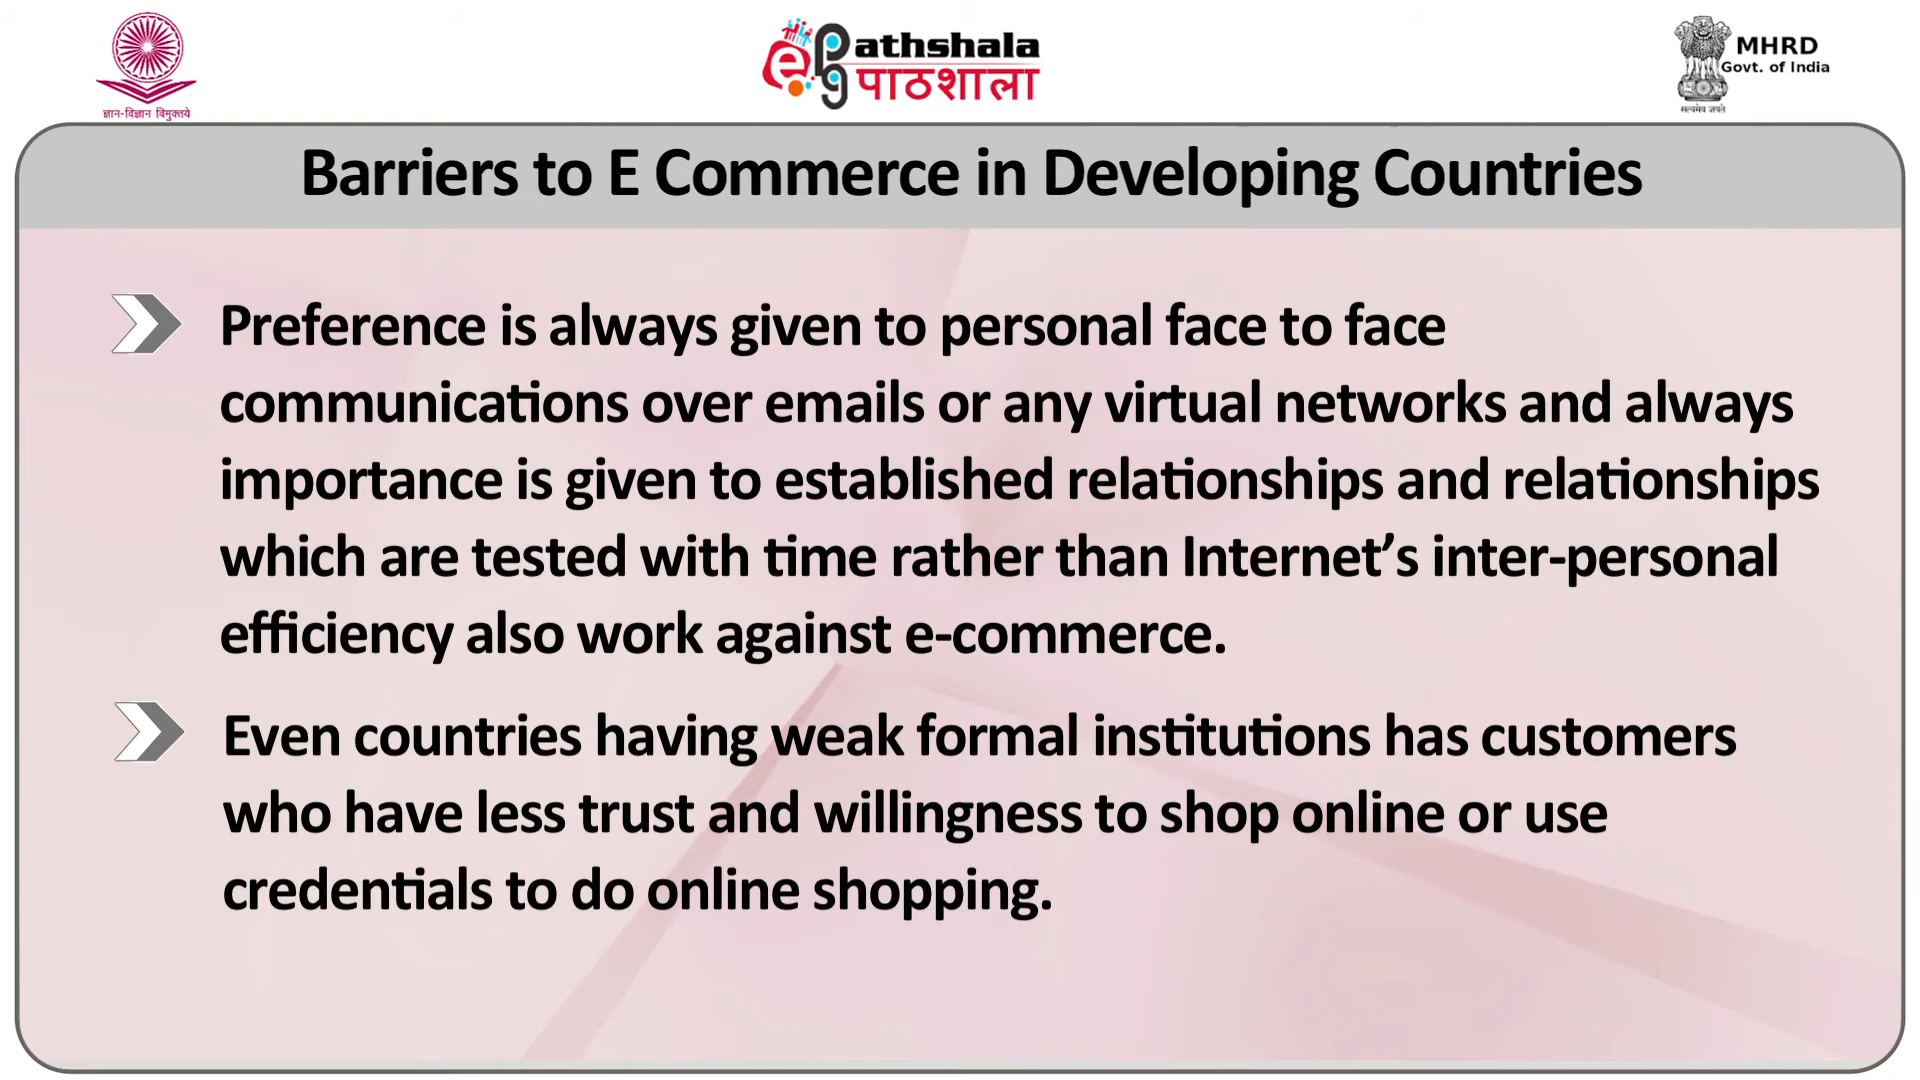 ज्ञान-विज्ञान विमुक्तये
ePG Pathshala
पाठशाला
MHRD
Govt. of India
सत्यमेव जयते
Barriers to E Commerce in Developing Countries
Preference is always given to personal face to face
communications over emails or any virtual networks and always
importance is given to established relationships and relationships
which are tested with time rather than Internet’s inter-personal
efficiency also work against e-commerce.
Even countries having weak formal institutions has customers
who have less trust and willingness to shop online or use
credentials to do online shopping.